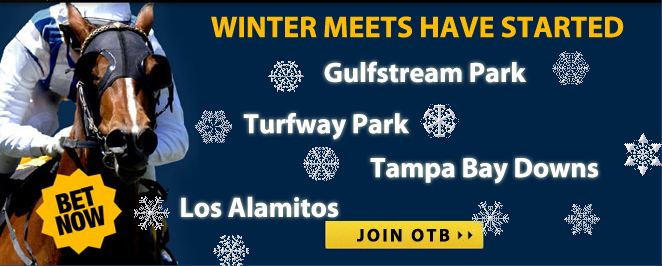 WINTER MEETS HAVE STARTED
Gulfstream Park
Turfway Park
Tampa Bay Downs
Los Alamitos
BET
NOW
JOIN OTB